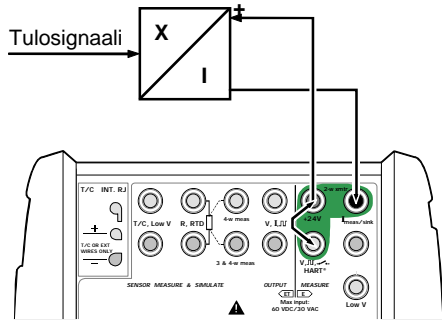 +
Tulosignaali
X
I
T/C INT. RJ
2-w xmtr
4-w meas
+24V
meas/sink
T/C, Low V
R, RTD
V, I,
T/C OR EXT
WIRES ONLY
3 & 4-w meas
V,
HART®
SENSOR MEASURE & SIMULATE
OUTPUT
MEASURE
ET
E
Max input:
60 VDC/30 VAC
Low V